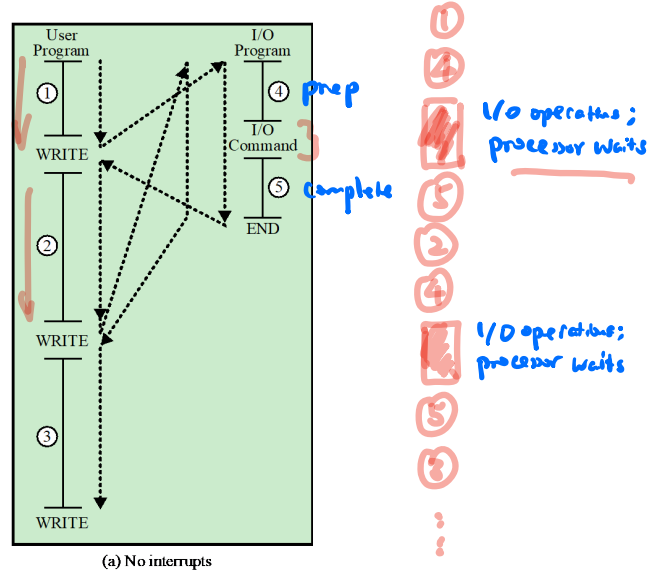 User
Program
I/O
Program
1
4
prep
WRITE
I/O
Command
5
complete
END
2
WRITE
3
WRITE
(a) No interrupts
1
4
I/O operations;
processor waits
5
2
4
I/O operations;
processor waits
5
3